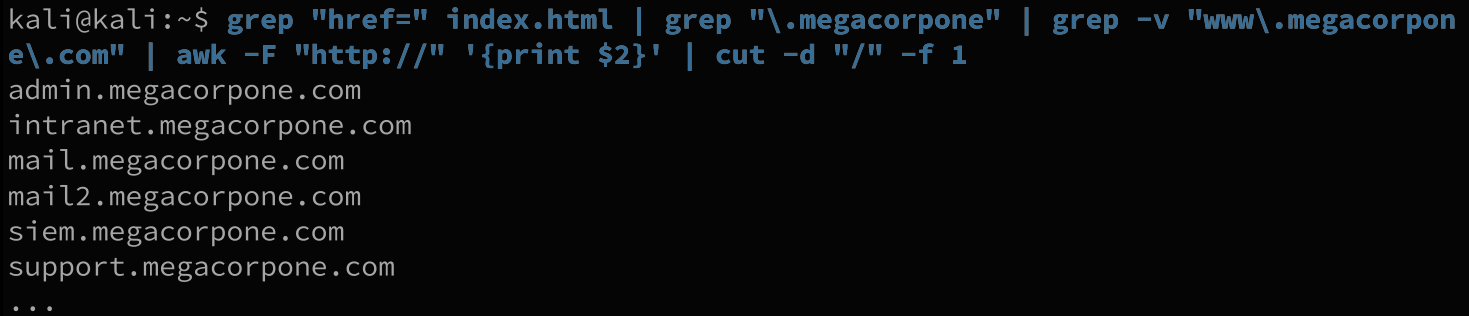 kali@kali:~$ grep "href=" index.html | grep "\.megacorpone" | grep -v "www\.megacorpon
e\.com" | awk -F "http://" '{print $2}' | cut -d "/" -f 1
admin.megacorpone.com
intranet.megacorpone.com
mail.megacorpone.com
mail2.megacorpone.com
siem.megacorpone.com
support.megacorpone.com
...